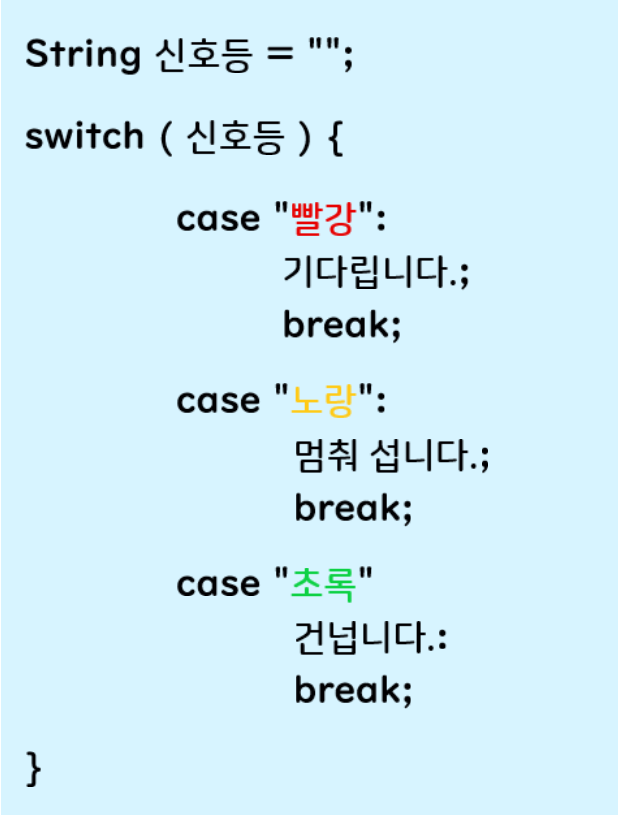 String 신호등 = "";
switch ( 신호등 ) {
case "빨강":
기다립니다.;
break;
case "노랑":
멈춰 섭니다.;
break;
case "초록"
건넙니다.:
break;
}